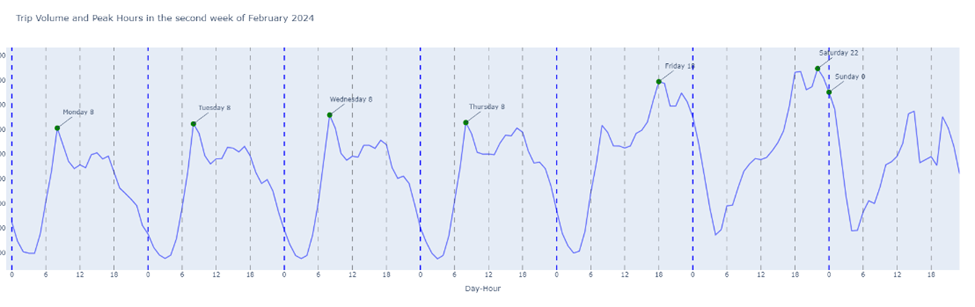 Trip Volume and Peak Hours in the second week of February 2024
Saturday 22
Friday 18
Sunday 0
Wednesday 8
Tuesday 8
Thursday 8
Monday 8
0 6 12 18 0 6 12 18 0 6 12 18 0 6 12 18 0 6 12 18 0 6 12 18 0 6 12 18
Day-Hour